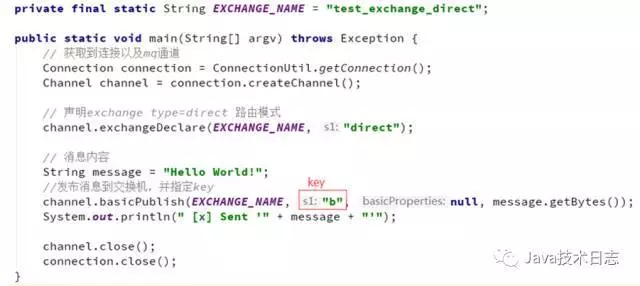 private final static String EXCHANGE_NAME = "test_exchange_direct";
public static void main(String[] argv) throws Exception {
// 获取到连接以及mq通道
Connection connection = ConnectionUtil.getConnection();
Channel channel = connection.createChannel();
// 声明exchange type=direct 路由模式
channel.exchangeDeclare(EXCHANGE_NAME, s1: "direct");
// 消息内容
String message = "Hello World!";
//发布消息到交换机，并指定key
key
channel.basicPublish(EXCHANGE_NAME, s1: "b", basicProperties: null, message.getBytes());
System.out.println(" [x] Sent '" + message + "'");
channel.close();
connection.close();
}
Java技术日志